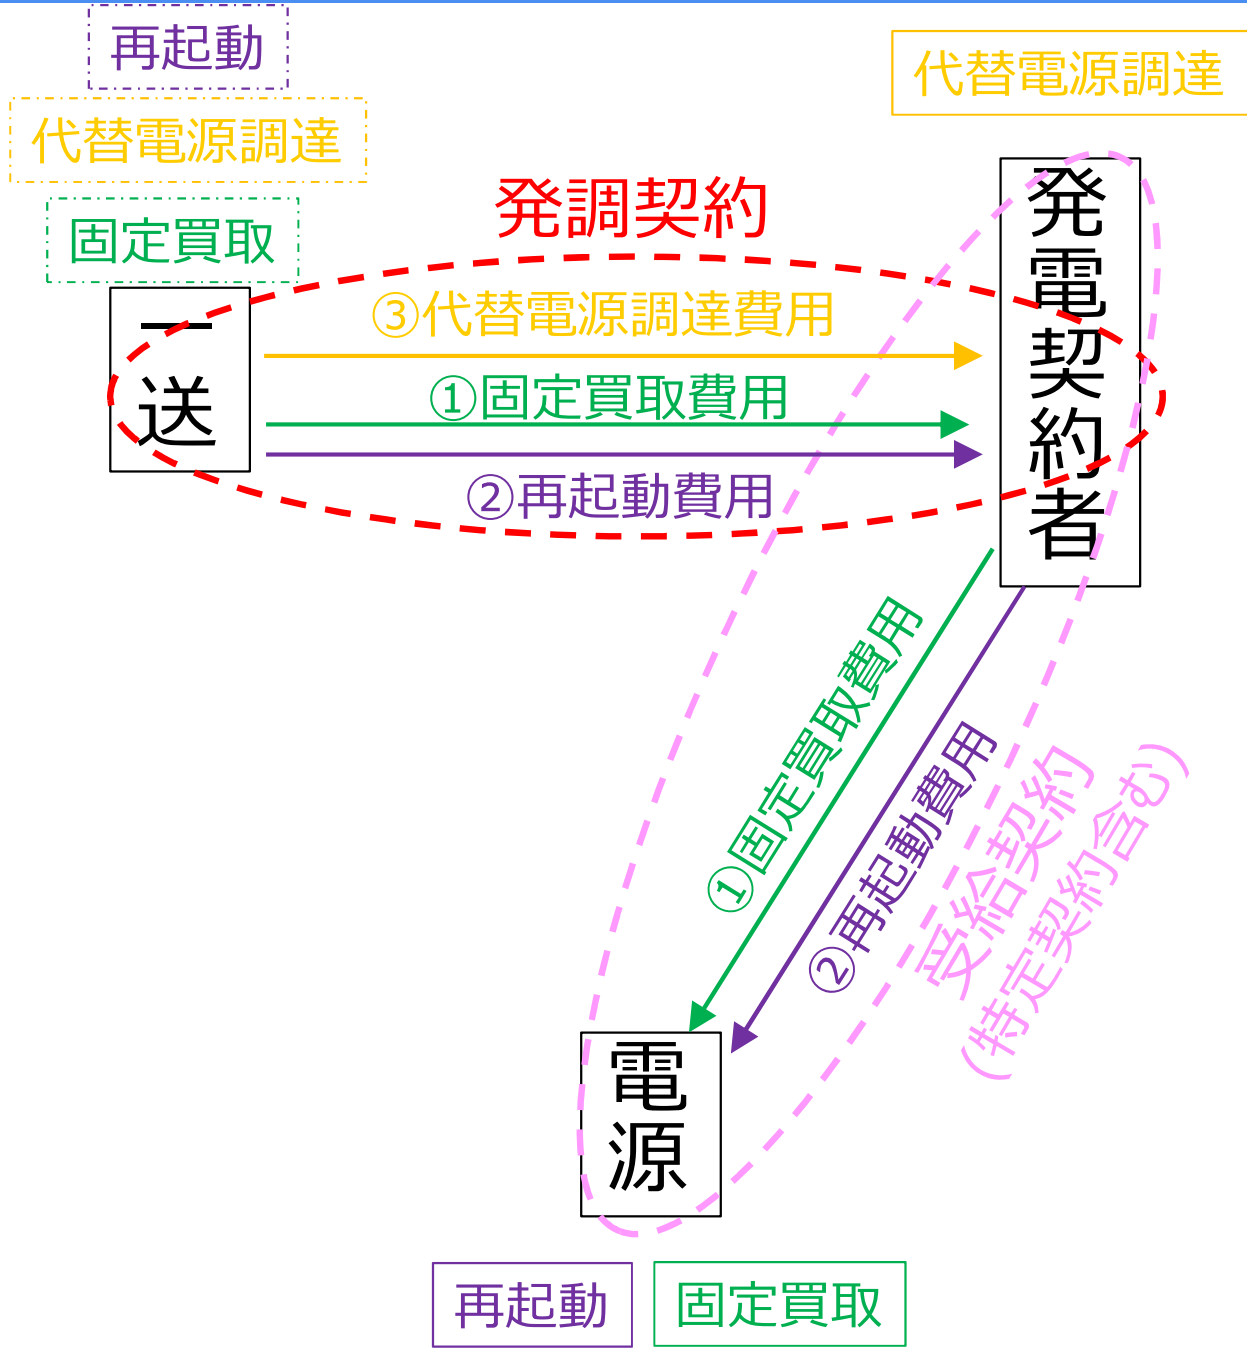 再起動
代替電源調達
代替電源調達
固定買取
発調契約
一送
発電契約者
③代替電源調達費用
①固定買取費用
②再起動費用
①固定買取費用
②再起動費用
受給契約
(特定契約含む)
電源
再起動
固定買取